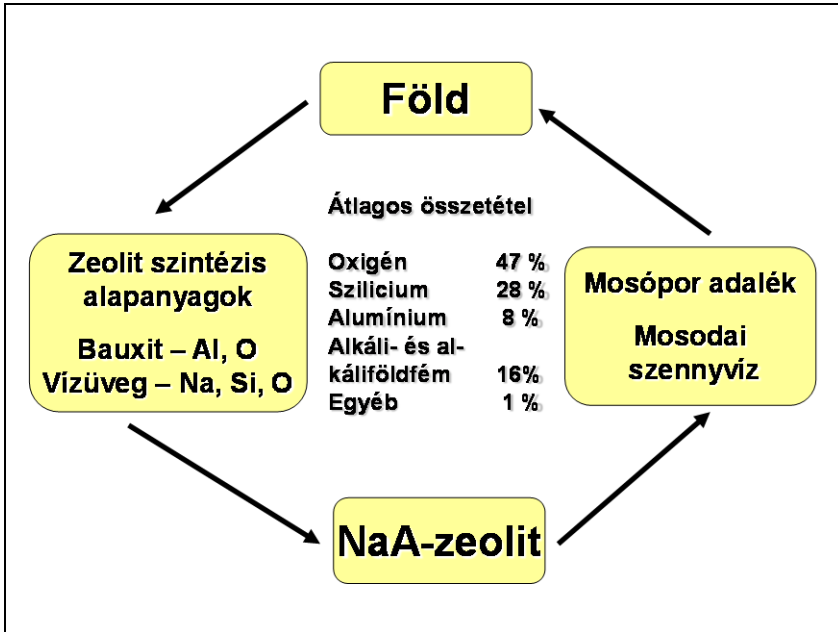 Föld
Átlagos összetétel
Oxigén 47 %
Szilicium 28 %
Alumínium 8 %
Alkáli- és al-
káliföldfém 16%
Egyéb 1 %
Zeolit szintézis
alapanyagok
Bauxit – Al, O
Vízüveg – Na, Si, O
Mosópor adalék
Mosodai
szennyvíz
NaA-zeolit